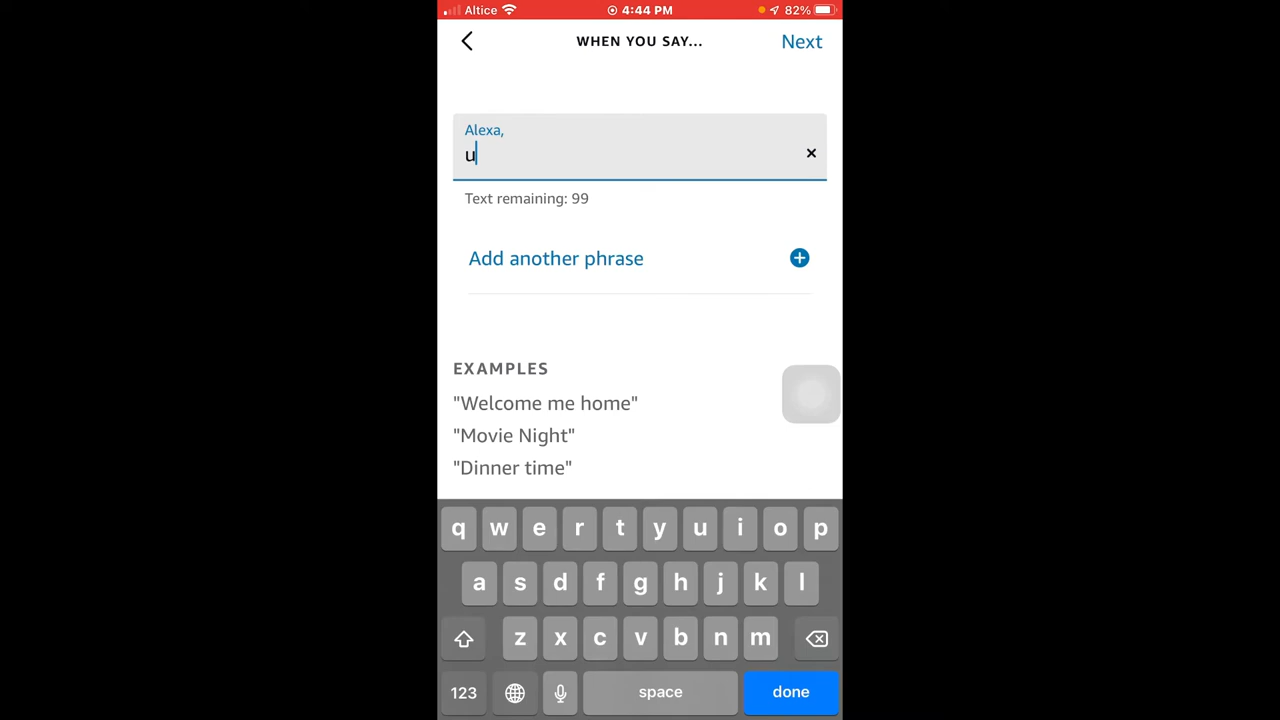 Altice 4:44 PM 82%
WHEN YOU SAY... Next
Alexa,
u
Text remaining: 99
Add another phrase
EXAMPLES
"Welcome me home"
"Movie Night"
"Dinner time"
q w e r t y u i o p
a s d f g h j k l
z x c v b n m
123 space done